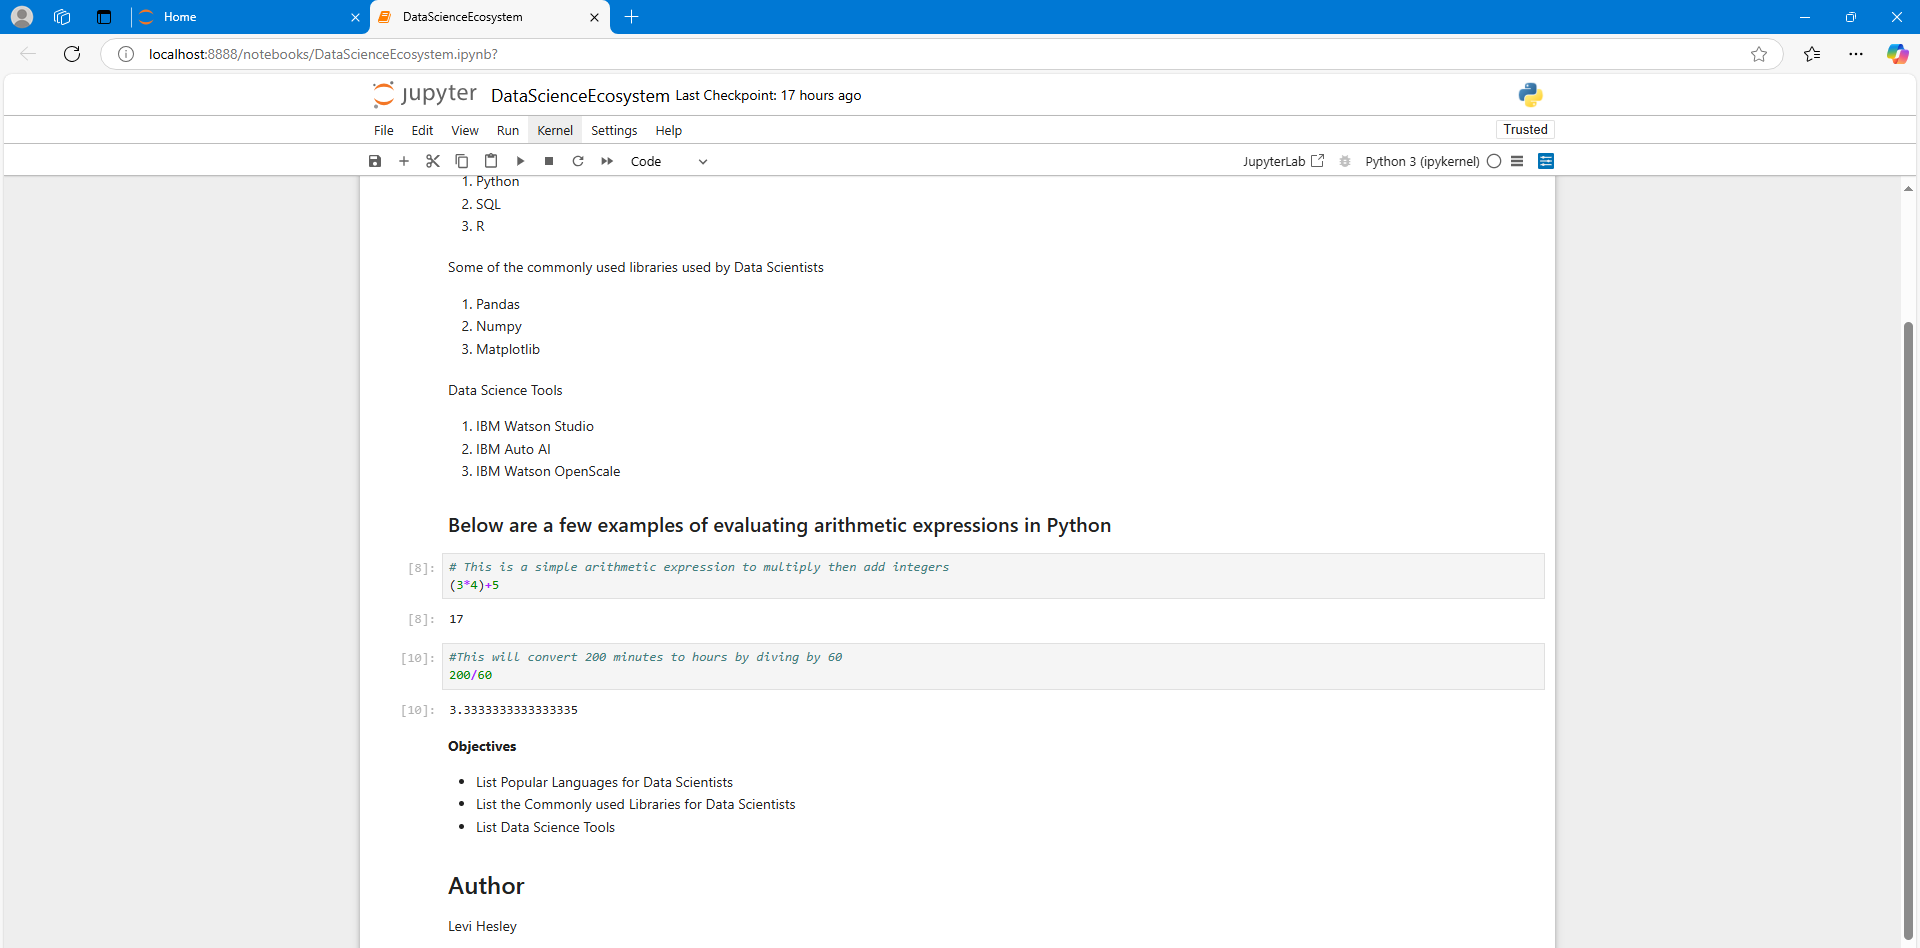 Home
DataScienceEcosystem
localhost:8888/notebooks/DataScienceEcosystem.ipynb?
jupyter DataScienceEcosystem Last Checkpoint: 17 hours ago
File Edit View Run Kernel Settings Help
Trusted
Code
JupyterLab
Python 3 (ipykernel)
1. Python
2. SQL
3. R
Some of the commonly used libraries used by Data Scientists
1. Pandas
2. Numpy
3. Matplotlib
Data Science Tools
1. IBM Watson Studio
2. IBM Auto AI
3. IBM Watson OpenScale
Below are a few examples of evaluating arithmetic expressions in Python
[8]: # This is a simple arithmetic expression to multiply then add integers
(3*4)+5
[8]: 17
[10]: #This will convert 200 minutes to hours by diving by 60
200/60
[10]: 3.3333333333333335
Objectives
• List Popular Languages for Data Scientists
• List the Commonly used Libraries for Data Scientists
• List Data Science Tools
Author
Levi Hesley